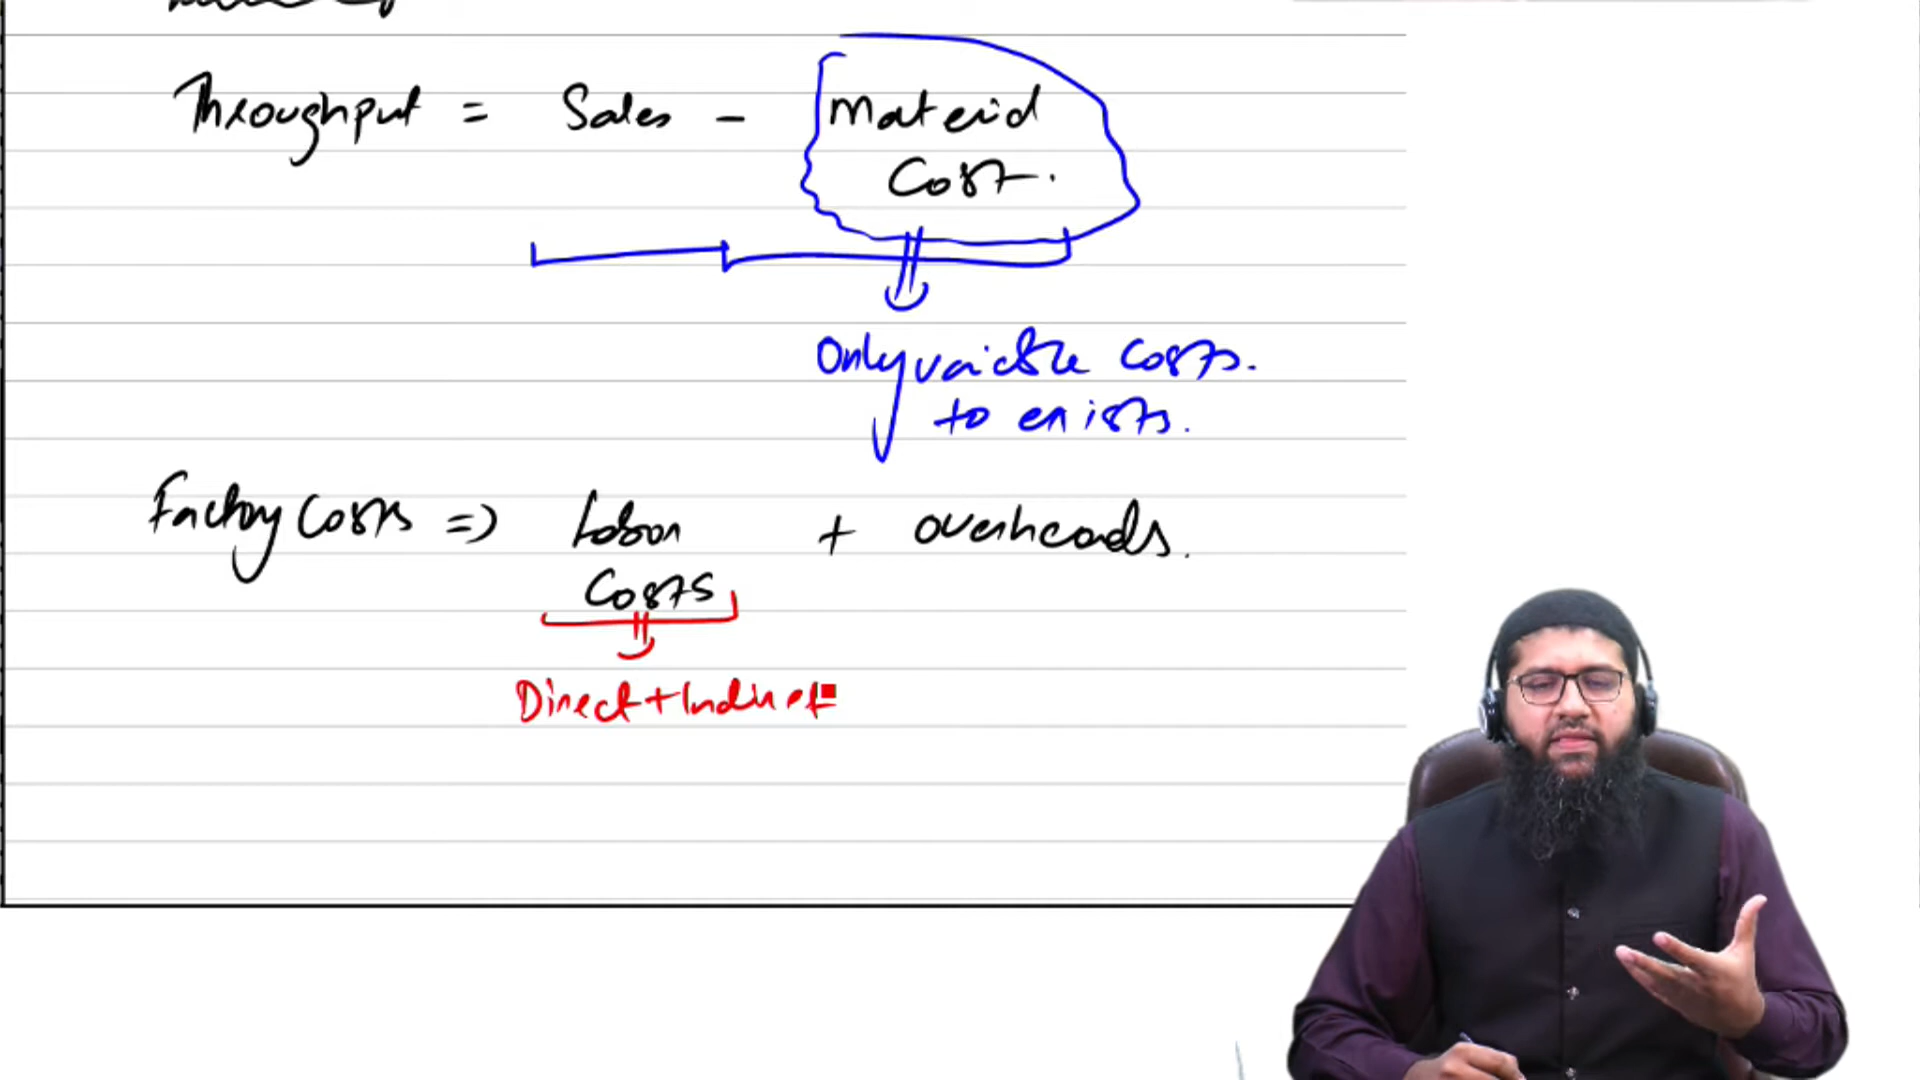 Throughput = Sales - Material
Cost.
Only variable costs.
to exists.
Factory Costs => Labour + overheads.
Costs
Direct + Indirect